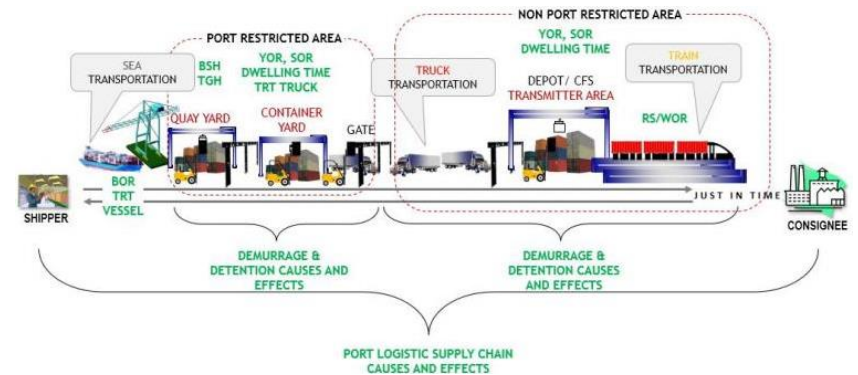 NON PORT RESTRICTED AREA
PORT RESTRICTED AREA
YOR, SOR
DWELLING TIME
SEA
TRANSPORTATION
BSH
TGH
YOR, SOR
DWELLING TIME
TRT TRUCK
TRUCK
TRANSPORTATION
DEPOT/ CFS
TRANSMITTER AREA
TRAIN
TRANSPORTATION
QUAY YARD
CONTAINER
YARD
GATE
RS/WOR
SHIPPER
BOR
TRT
VESSEL
JUST IN TIME
CONSIGNEE
DEMURRAGE &
DETENTION CAUSES AND
EFFECTS
DEMURRAGE &
DETENTION CAUSES
AND EFFECTS
PORT LOGISTIC SUPPLY CHAIN
CAUSES AND EFFECTS